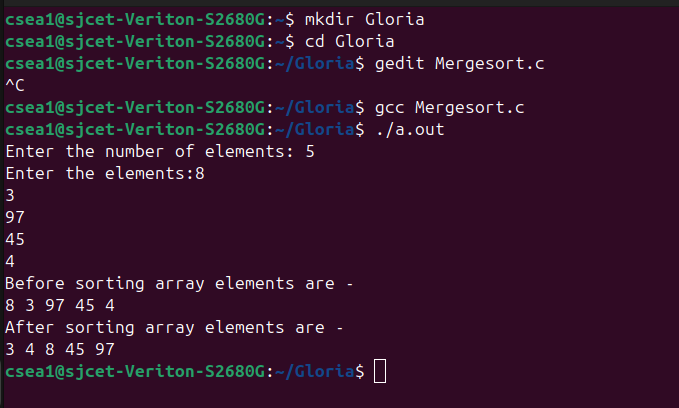 csea1@sjcet-Veriton-S2680G:~$ mkdir Gloria
csea1@sjcet-Veriton-S2680G:~$ cd Gloria
csea1@sjcet-Veriton-S2680G:~/Gloria$ gedit Mergesort.c
^C
csea1@sjcet-Veriton-S2680G:~/Gloria$ gcc Mergesort.c
csea1@sjcet-Veriton-S2680G:~/Gloria$ ./a.out
Enter the number of elements: 5
Enter the elements:8
3
97
45
4
Before sorting array elements are -
8 3 97 45 4
After sorting array elements are -
3 4 8 45 97
csea1@sjcet-Veriton-S2680G:~/Gloria$